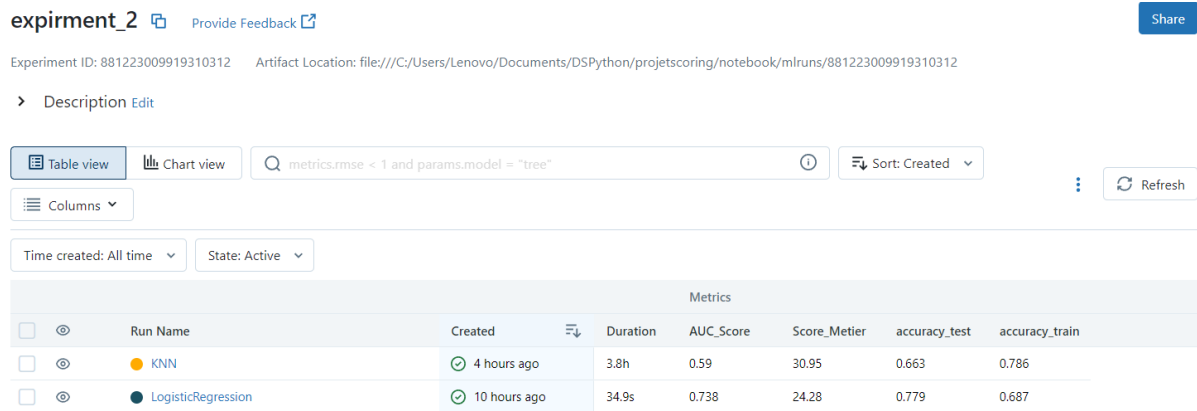 expirment_2 Provide Feedback Share
Experiment ID: 881223009919310312 Artifact Location: file:///C:/Users/Lenovo/Documents/DSPython/projetscoring/notebook/mlruns/881223009919310312
Description Edit
Table view Chart view metrics.rmse < 1 and params.model = "tree" Sort: Created Refresh
Columns
Time created: All time State: Active
Metrics
Run Name Created Duration AUC_Score Score_Metier accuracy_test accuracy_train
KNN 4 hours ago 3.8h 0.59 30.95 0.663 0.786
LogisticRegression 10 hours ago 34.9s 0.738 24.28 0.779 0.687